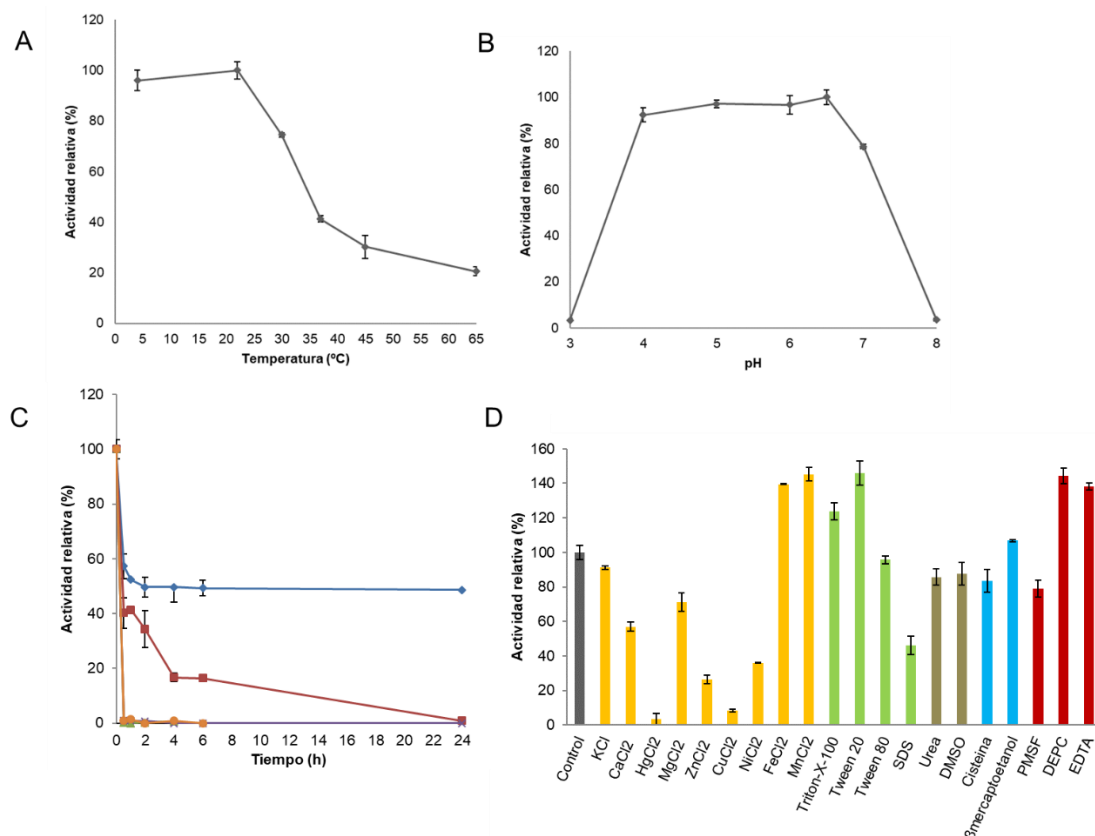 A
Actividad relativa (%)
120
100
80
60
40
20
0
0 5 10 15 20 25 30 35 40 45 50 55 60 65
Temperatura (ºC)
B
Actividad relativa (%)
120
100
80
60
40
20
0
3 4 5 6 7 8
pH
C
Actividad relativa (%)
120
100
80
60
40
20
0
0 2 4 6 8 10 12 14 16 18 20 22 24
Tiempo (h)
D
Actividad relativa (%)
160
140
120
100
80
60
40
20
0
Control
KCl
CaCl2
HgCl2
MgCl2
ZnCl2
CuCl2
NiCl2
FeCl2
MnCl2
Triton-X-100
Tween 20
Tween 80
SDS
Urea
DMSO
Cisteina
βmercaptoetanol
PMSF
DEPC
EDTA